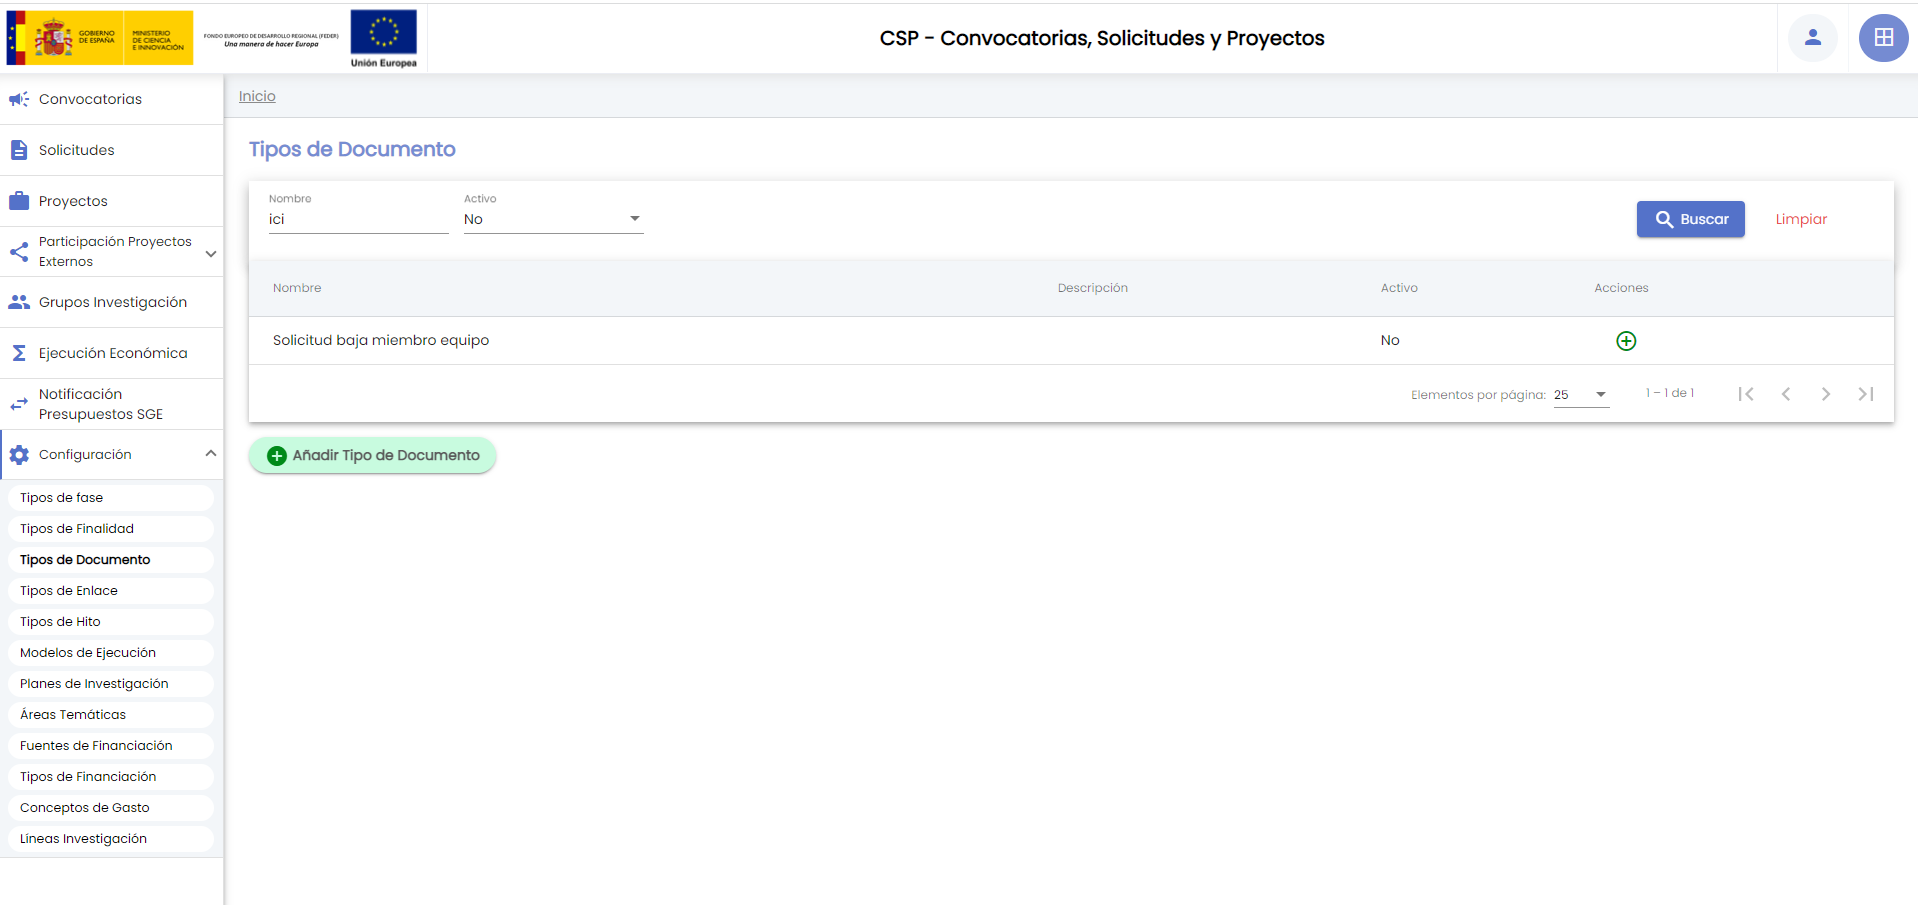 GOBIERNO
DE ESPAÑA
MINISTERIO
DE CIENCIA
E INNOVACIÓN
FONDO EUROPEO DE DESARROLLO REGIONAL (FEDER)
Una manera de hacer Europa
Unión Europea
CSP - Convocatorias, Solicitudes y Proyectos
Convocatorias
Solicitudes
Proyectos
Participación Proyectos
Externos
Grupos Investigación
Ejecución Económica
Notificación
Presupuestos SGE
Configuración
Tipos de fase
Tipos de Finalidad
Tipos de Documento
Tipos de Enlace
Tipos de Hito
Modelos de Ejecución
Planes de Investigación
Áreas Temáticas
Fuentes de Financiación
Tipos de Financiación
Conceptos de Gasto
Líneas Investigación
Inicio
Tipos de Documento
Nombre Activo
ici No Buscar Limpiar
Nombre Descripción Activo Acciones
Solicitud baja miembro equipo No
Elementos por página: 25 1 – 1 de 1
Añadir Tipo de Documento